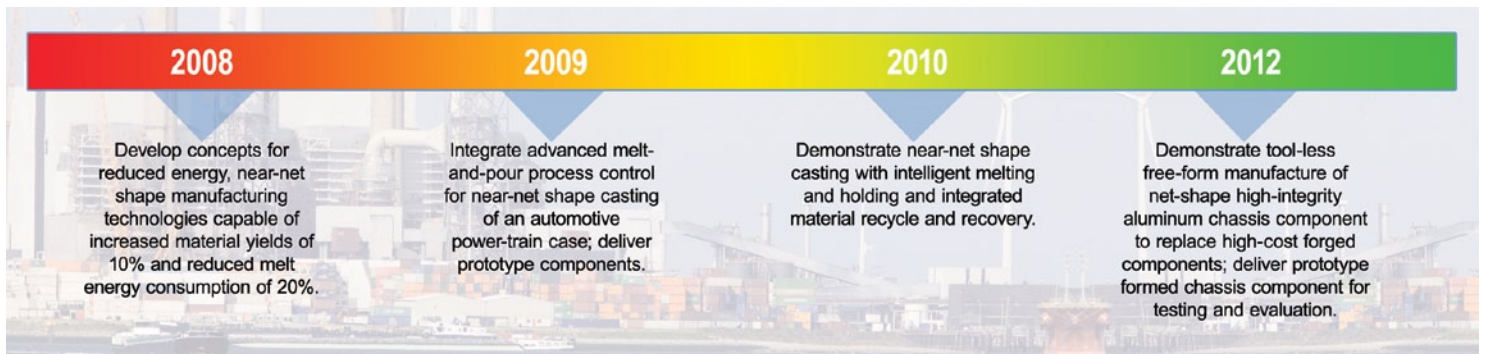 2008
Develop concepts for
reduced energy, near-net
shape manufacturing
technologies capable of
increased material yields of
10% and reduced melt
energy consumption of 20%.
2009
Integrate advanced melt-
and-pour process control
for near-net shape casting
of an automotive
power-train case; deliver
prototype components.
2010
Demonstrate near-net shape
casting with intelligent melting
and holding and integrated
material recycle and recovery.
2012
Demonstrate tool-less
free-form manufacture of
net-shape high-integrity
aluminum chassis component
to replace high-cost forged
components; deliver prototype
formed chassis component for
testing and evaluation.